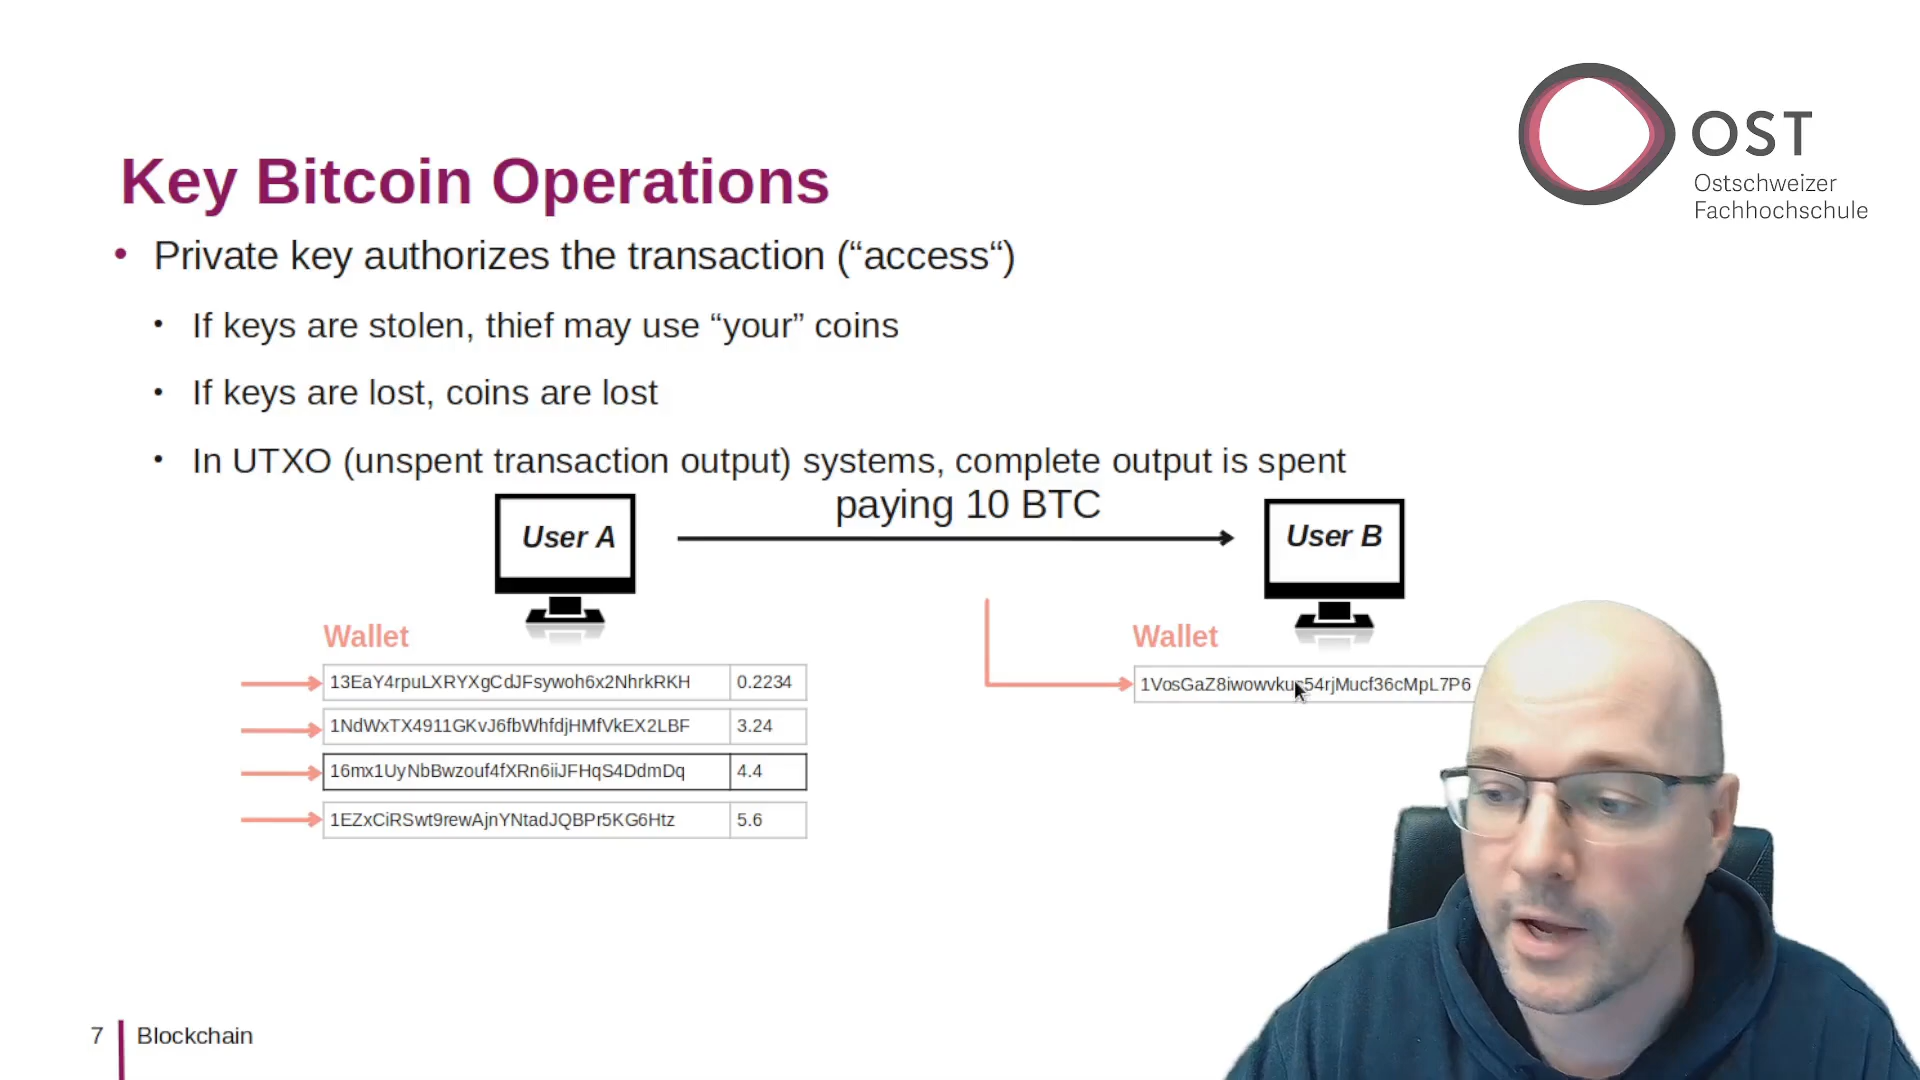 OST
Ostschweizer
Fachhochschule
Key Bitcoin Operations
• Private key authorizes the transaction (“access“)
• If keys are stolen, thief may use “your” coins
• If keys are lost, coins are lost
• In UTXO (unspent transaction output) systems, complete output is spent
paying 10 BTC
User A
User B
Wallet
13EaY4rpuLXRYXgCdJFsywoh6x2NhrkRKH 0.2234
1NdWxTX4911GKvJ6fbWhfdjHMfVkEX2LBF 3.24
16mx1UyNbBwzouf4fXRn6iiJFHqS4DdmDq 4.4
1EZxCiRSwt9rewAjnYNtadJQBPr5KG6Htz 5.6
Wallet
7 Blockchain